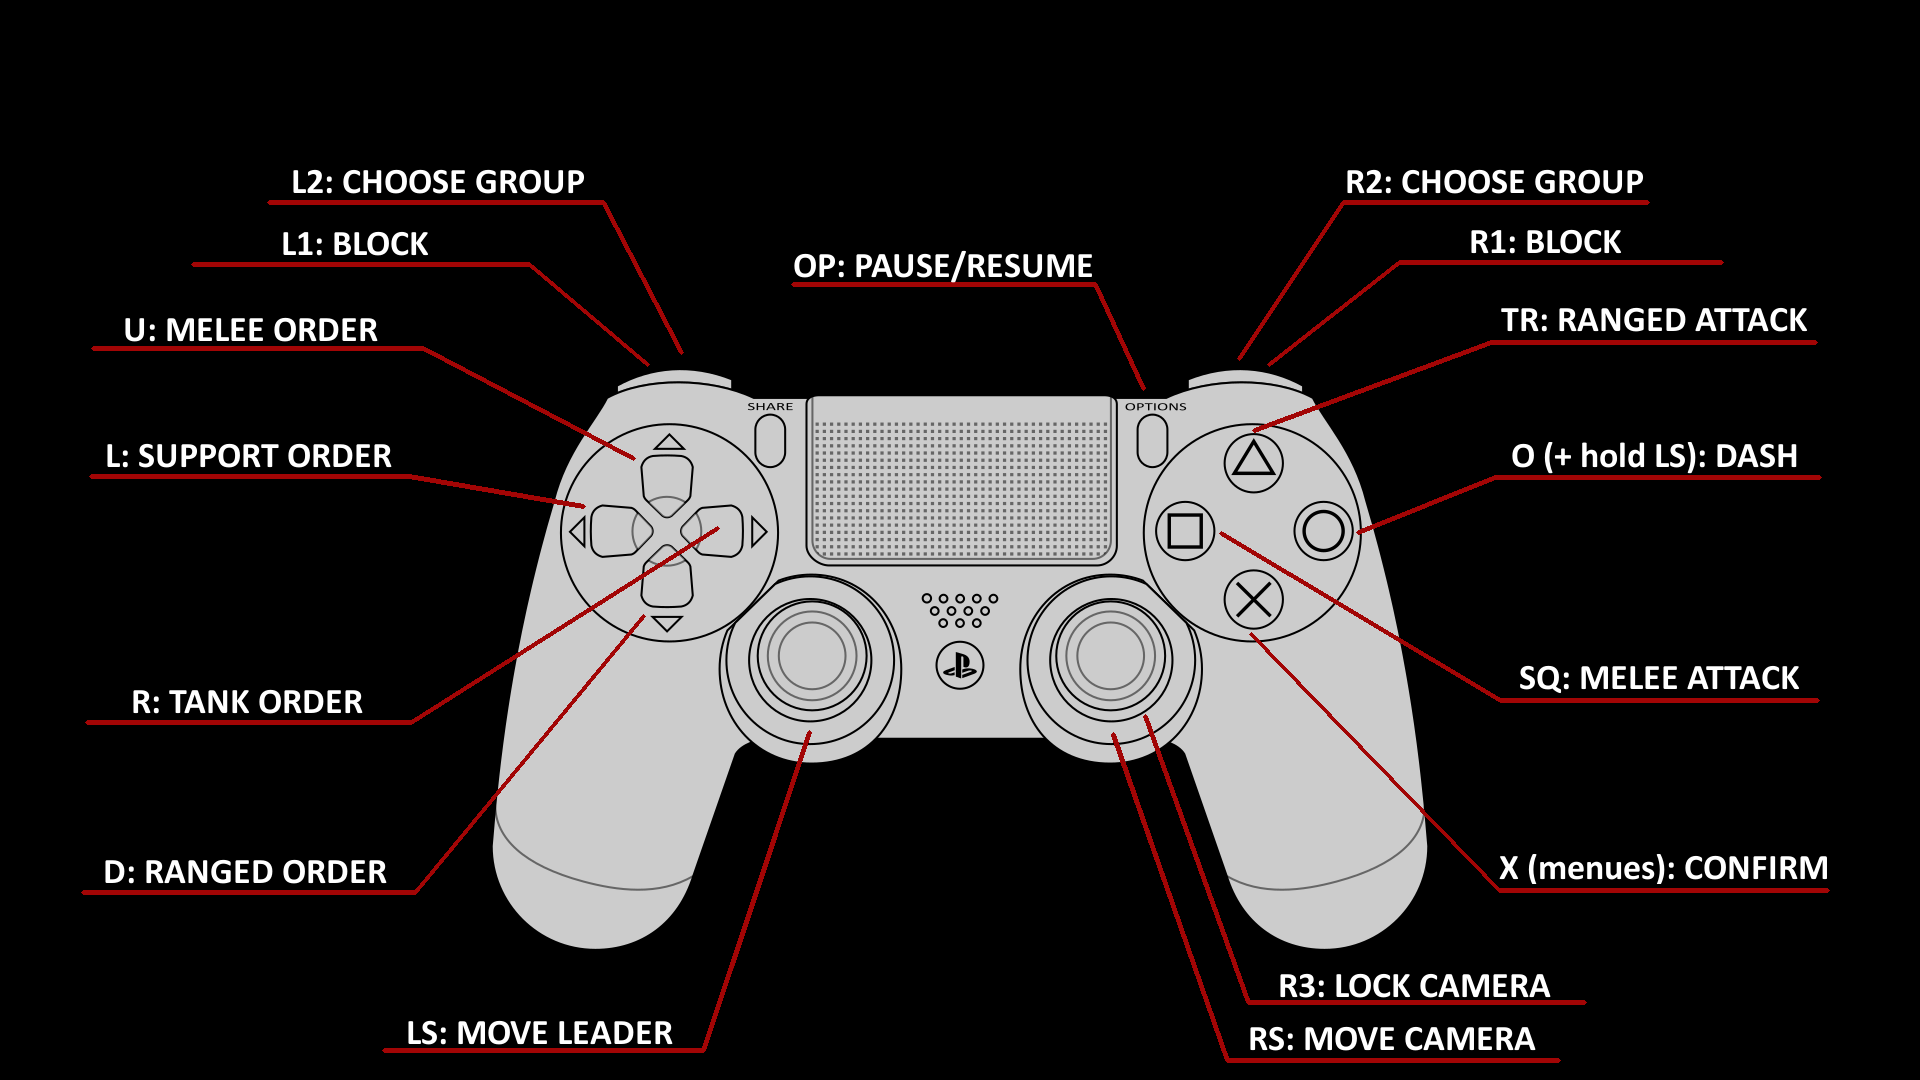 L2: CHOOSE GROUP
R2: CHOOSE GROUP
L1: BLOCK
R1: BLOCK
OP: PAUSE/RESUME
U: MELEE ORDER
TR: RANGED ATTACK
SHARE
OPTIONS
L: SUPPORT ORDER
O (+ hold LS): DASH
R: TANK ORDER
SQ: MELEE ATTACK
D: RANGED ORDER
X (menues): CONFIRM
R3: LOCK CAMERA
LS: MOVE LEADER
RS: MOVE CAMERA